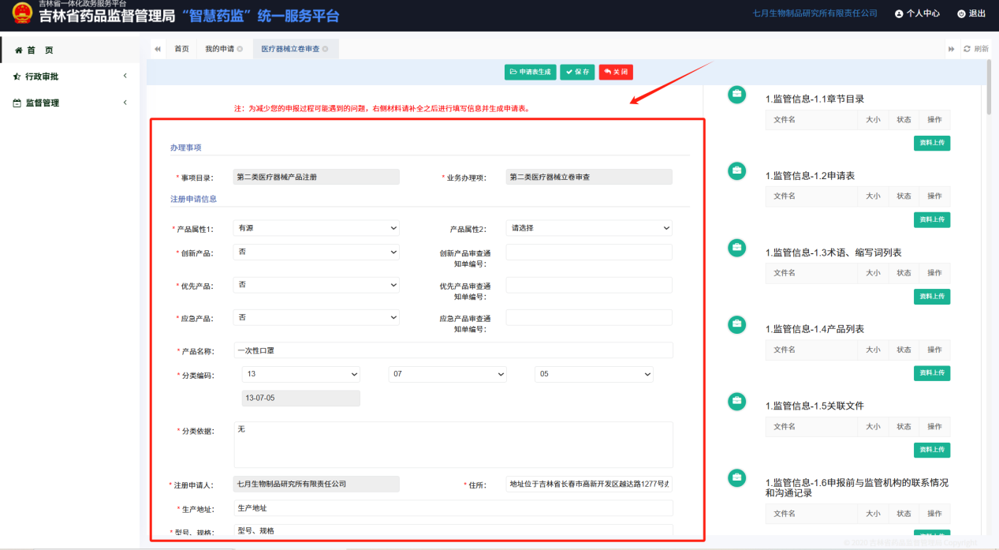 吉林省一体化政务服务平台
吉林省药品监督管理局 “智慧药监”统一服务平台
七月生物制品研究所有限责任公司 个人中心 退出
首 页
行政审批
监督管理
首页 我的申请 医疗器械立卷审查 刷新
申请表生成 保存 关闭
注：为减少您的申报过程可能遇到的问题，右侧材料请补全之后进行填写信息并生成申请表。
办理事项
* 事项目录： 第二类医疗器械产品注册 * 业务办理项： 第二类医疗器械立卷审查
注册申请信息
* 产品属性1： 有源 产品属性2： 请选择
* 创新产品： 否 创新产品审查通
知单编号：
* 优先产品： 否 优先产品审查通
知单编号：
* 应急产品： 否 应急产品审查通
知单编号：
* 产品名称： 一次性口罩
* 分类编码： 13 07 05
13-07-05
* 分类依据： 无
* 注册申请人： 七月生物制品研究所有限责任公司 * 住所： 地址位于吉林省长春市高新开发区越达路1277号
* 生产地址： 生产地址
* 型号、规格： 型号、规格
1.监管信息-1.1章节目录
文件名 大小 状态 操作
资料上传
1.监管信息-1.2申请表
文件名 大小 状态 操作
资料上传
1.监管信息-1.3术语、缩写词列表
文件名 大小 状态 操作
资料上传
1.监管信息-1.4产品列表
文件名 大小 状态 操作
资料上传
1.监管信息-1.5关联文件
文件名 大小 状态 操作
资料上传
1.监管信息-1.6申报前与监管机构的联系情况
和沟通记录
文件名 大小 状态 操作